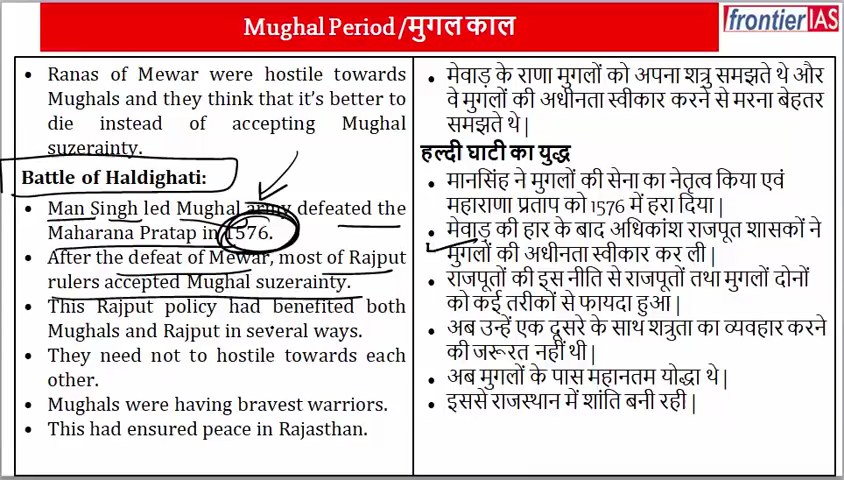 Mughal Period/मुगल काल
frontierIAS
• Ranas of Mewar were hostile towards
Mughals and they think that it's better to
die instead of accepting Mughal
suzerainty.
Battle of Haldighati:
• Man Singh led Mughal army defeated the
Maharana Pratap in 1576.
• After the defeat of Mewar, most of Rajput
rulers accepted Mughal suzerainty.
• This Rajput policy had benefited both
Mughals and Rajput in several ways.
• They need not to hostile towards each
other.
• Mughals were having bravest warriors.
• This had ensured peace in Rajasthan.
• मेवाड़ के राणा मुगलों को अपना शत्रु समझते थे और
वे मुगलों की अधीनता स्वीकार करने से मरना बेहतर
समझते थे|
हल्दी घाटी का युद्ध
• मानसिंह ने मुगलों की सेना का नेतृत्व किया एवं
महाराणा प्रताप को 1576 में हरा दिया|
• मेवाड़ की हार के बाद अधिकांश राजपूत शासकों ने
मुगलों की अधीनता स्वीकार कर ली|
• राजपूतों की इस नीति से राजपूतों तथा मुगलों दोनों
को कई तरीकों से फायदा हुआ|
• अब उन्हें एक दूसरे के साथ शत्रुता का व्यवहार करने
की जरूरत नहीं थी|
• अब मुगलों के पास महानतम योद्धा थे|
• इससे राजस्थान में शांति बनी रही|